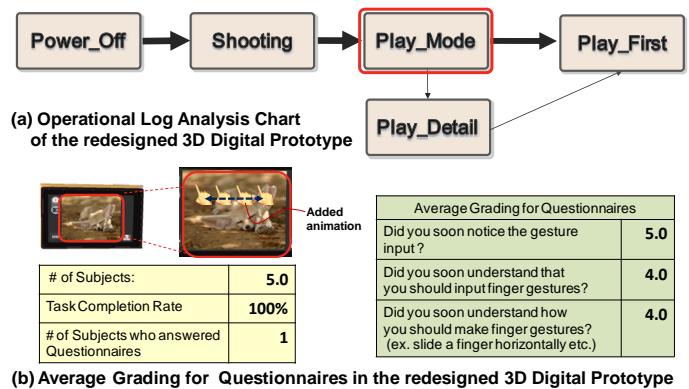 Power_Off
Shooting
Play_Mode
Play_First
Play_Detail
(a) Operational Log Analysis Chart
of the redesigned 3D Digital Prototype
Added
animation
# of Subjects: 5.0
Task Completion Rate 100%
# of Subjects who answered
Questionnaires 1
Average Grading for Questionnaires
Did you soon notice the gesture
input ? 5.0
Did you soon understand that
you should input finger gestures? 4.0
Did you soon understand how
you should make finger gestures? 4.0
(ex. slide a finger horizontally etc.)
(b) Average Grading for Questionnaires in the redesigned 3D Digital Prototype